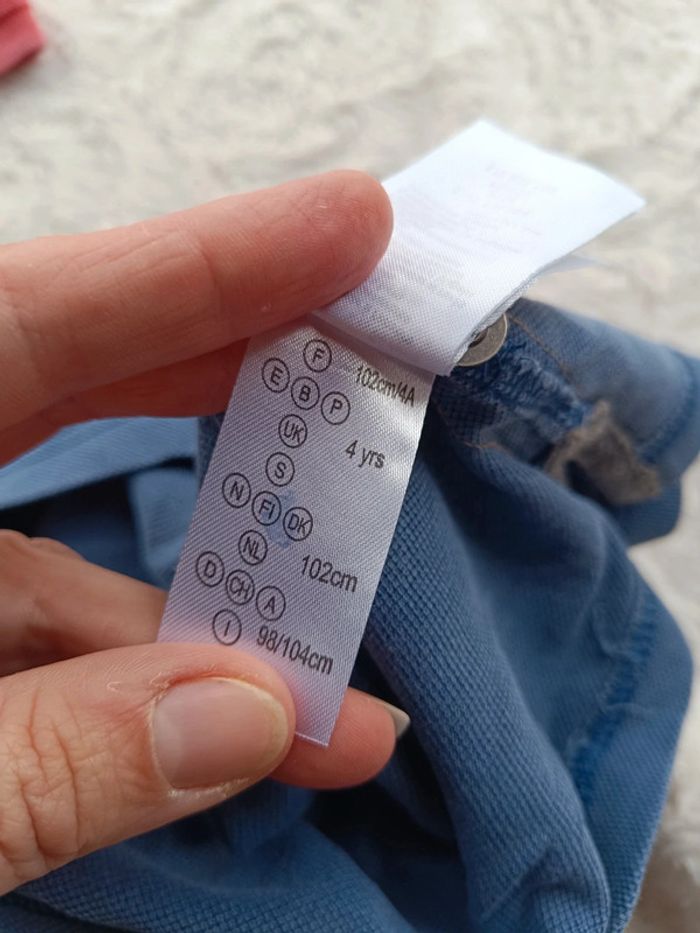 F
E B P 102cm/4A
UK 4 yrs
S
N FI DK
NL 102cm
D CH A
I 98/104cm